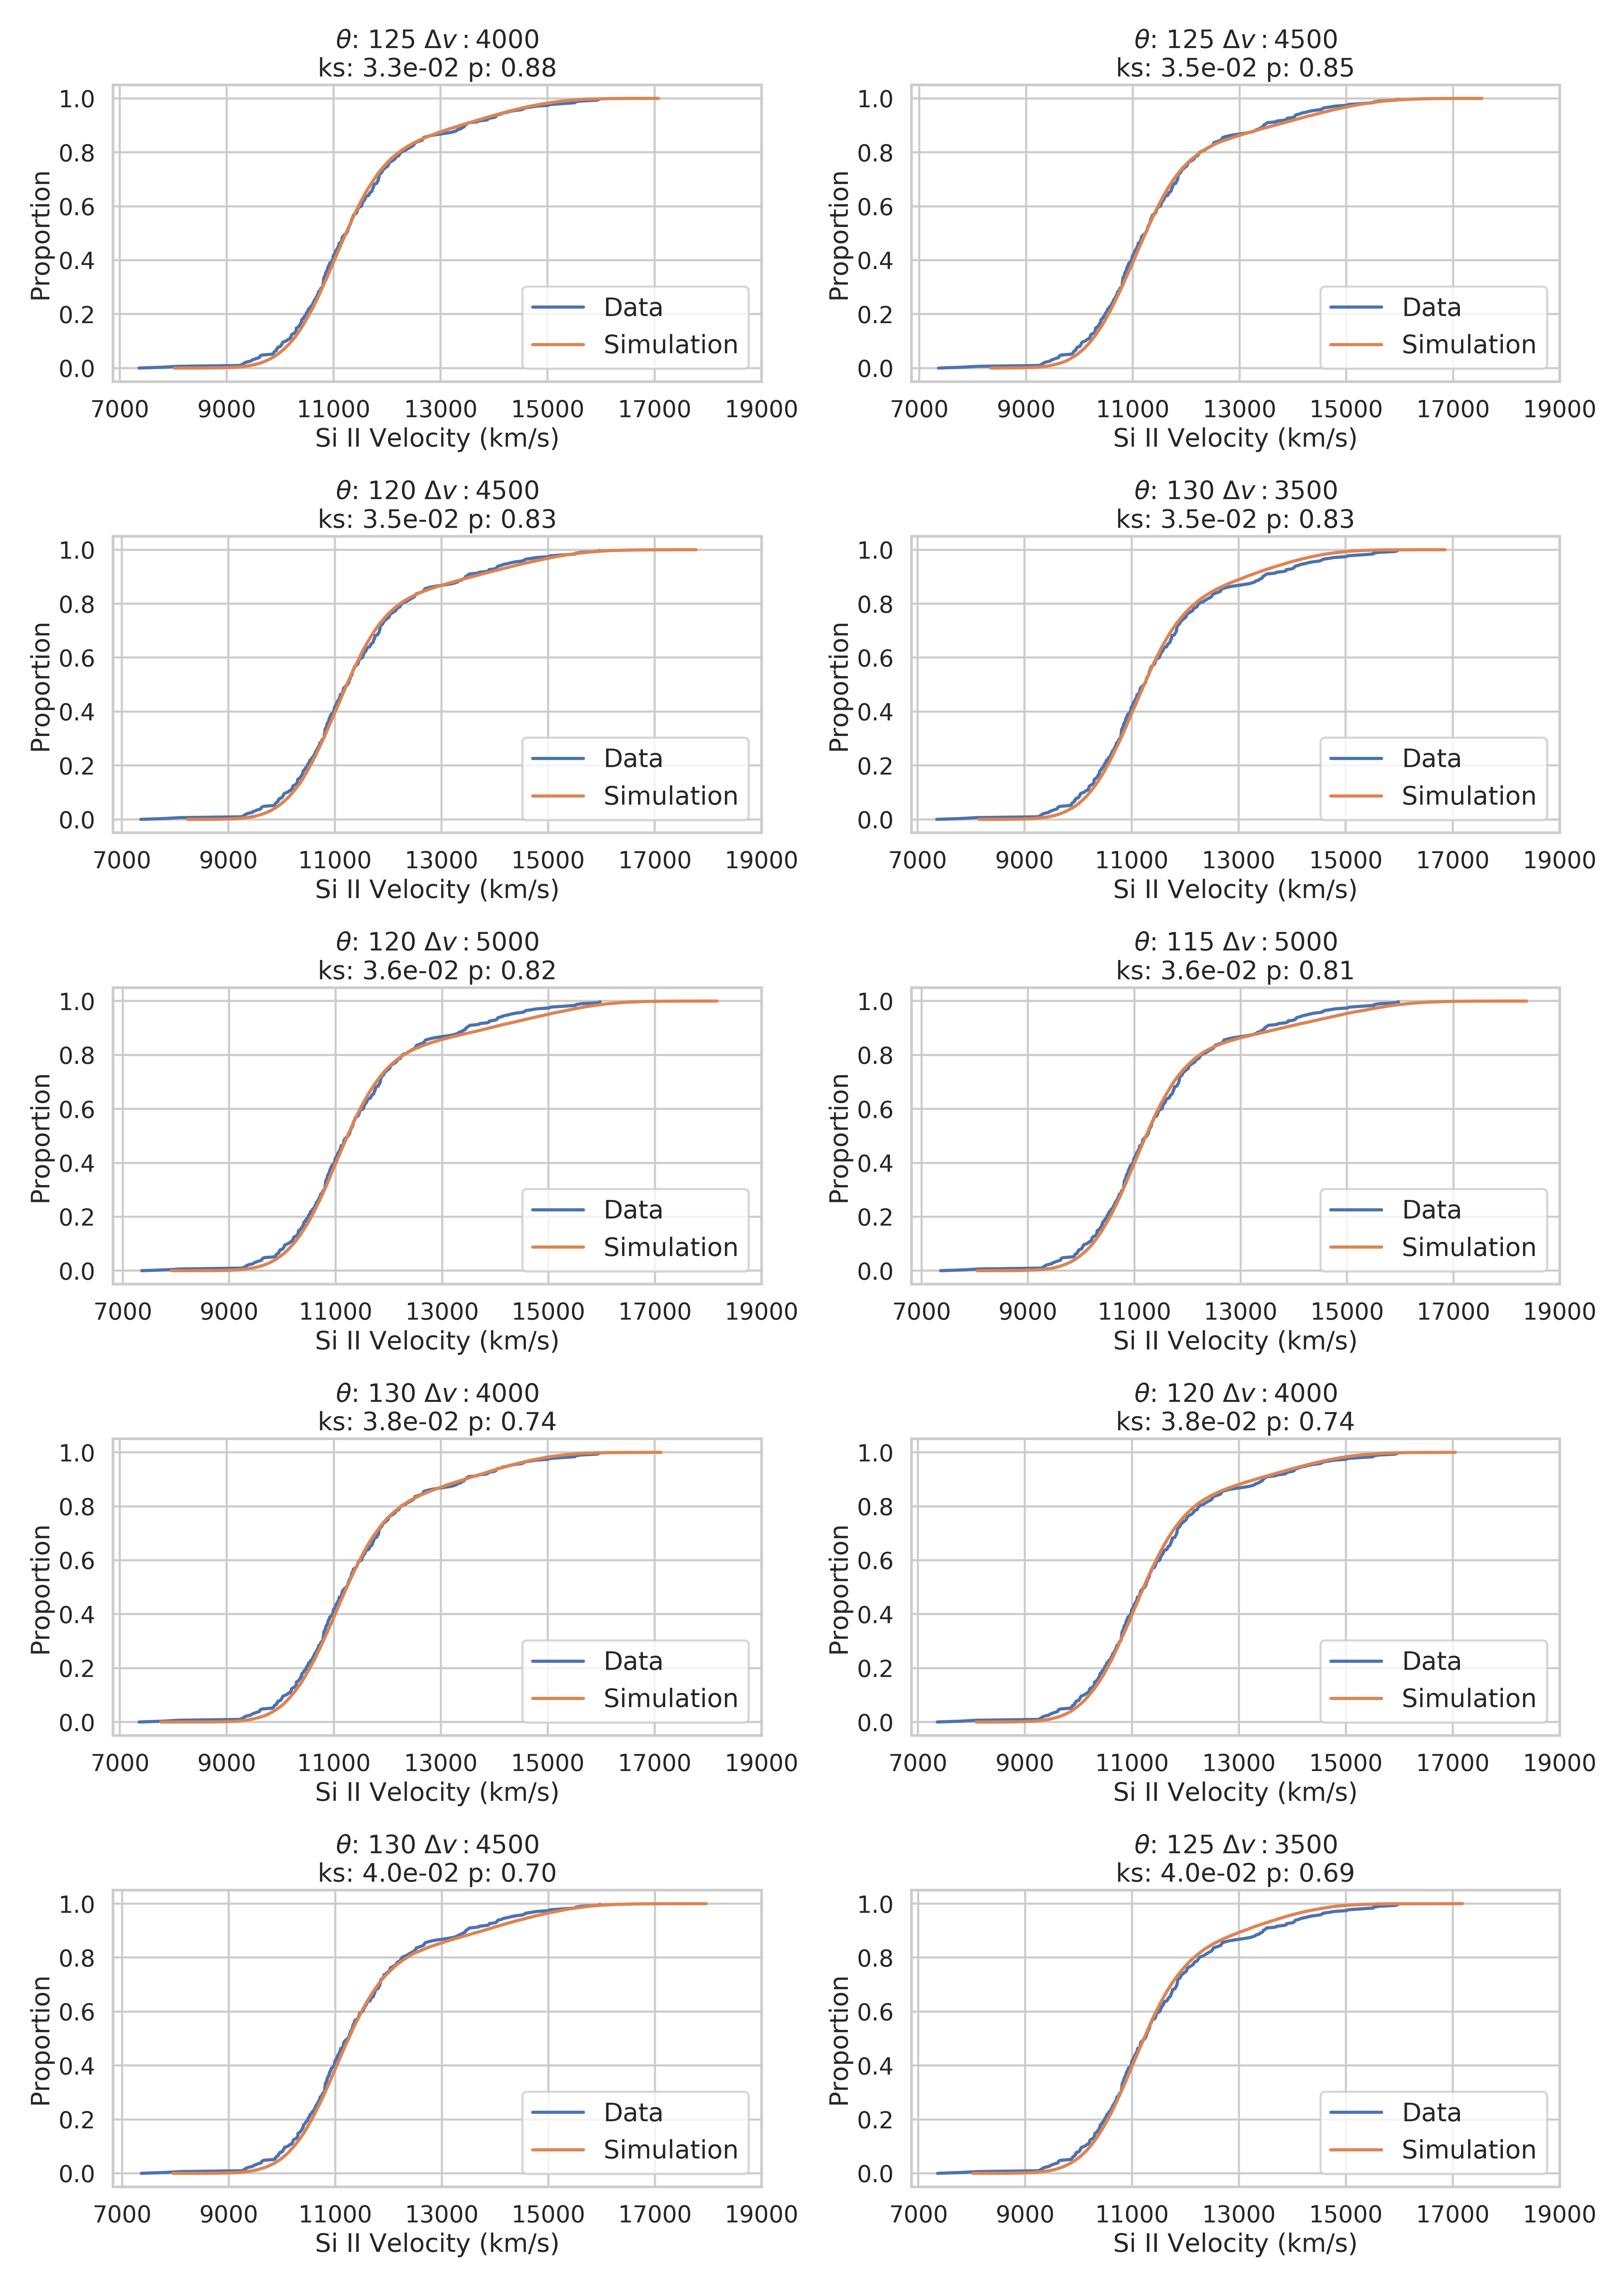 θ: 125 Δv : 4000
ks: 3.3e-02 p: 0.88
1.0
0.8
0.6
0.4
0.2
0.0
Proportion
Data
Simulation
7000 9000 11000 13000 15000 17000 19000
Si II Velocity (km/s)
θ: 125 Δv : 4500
ks: 3.5e-02 p: 0.85
1.0
0.8
0.6
0.4
0.2
0.0
Proportion
Data
Simulation
7000 9000 11000 13000 15000 17000 19000
Si II Velocity (km/s)
θ: 120 Δv : 4500
ks: 3.5e-02 p: 0.83
1.0
0.8
0.6
0.4
0.2
0.0
Proportion
Data
Simulation
7000 9000 11000 13000 15000 17000 19000
Si II Velocity (km/s)
θ: 130 Δv : 3500
ks: 3.5e-02 p: 0.83
1.0
0.8
0.6
0.4
0.2
0.0
Proportion
Data
Simulation
7000 9000 11000 13000 15000 17000 19000
Si II Velocity (km/s)
θ: 120 Δv : 5000
ks: 3.6e-02 p: 0.82
1.0
0.8
0.6
0.4
0.2
0.0
Proportion
Data
Simulation
7000 9000 11000 13000 15000 17000 19000
Si II Velocity (km/s)
θ: 115 Δv : 5000
ks: 3.6e-02 p: 0.81
1.0
0.8
0.6
0.4
0.2
0.0
Proportion
Data
Simulation
7000 9000 11000 13000 15000 17000 19000
Si II Velocity (km/s)
θ: 130 Δv : 4000
ks: 3.8e-02 p: 0.74
1.0
0.8
0.6
0.4
0.2
0.0
Proportion
Data
Simulation
7000 9000 11000 13000 15000 17000 19000
Si II Velocity (km/s)
θ: 120 Δv : 4000
ks: 3.8e-02 p: 0.74
1.0
0.8
0.6
0.4
0.2
0.0
Proportion
Data
Simulation
7000 9000 11000 13000 15000 17000 19000
Si II Velocity (km/s)
θ: 130 Δv : 4500
ks: 4.0e-02 p: 0.70
1.0
0.8
0.6
0.4
0.2
0.0
Proportion
Data
Simulation
7000 9000 11000 13000 15000 17000 19000
Si II Velocity (km/s)
θ: 125 Δv : 3500
ks: 4.0e-02 p: 0.69
1.0
0.8
0.6
0.4
0.2
0.0
Proportion
Data
Simulation
7000 9000 11000 13000 15000 17000 19000
Si II Velocity (km/s)